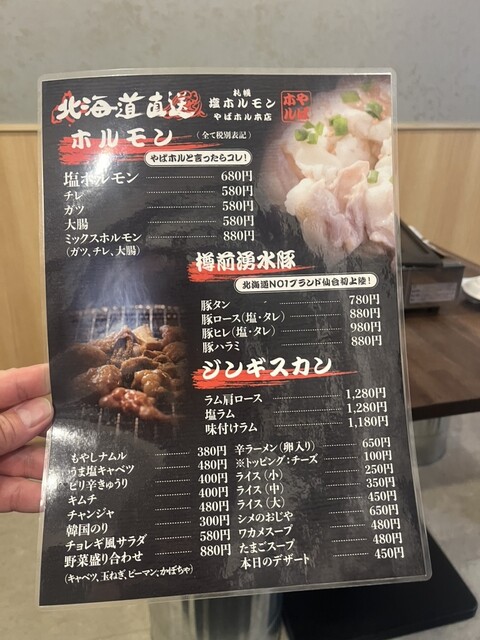 北海道直送
札幌
塩ホルモン
やばホル本店
やばホル
ホルモン
(全て税別表記)
やばホルと言ったらコレ!
塩ホルモン 680円
チレ 580円
ガツ 580円
大腸 580円
ミックスホルモン 880円
(ガツ、チレ、大腸)
樽前湧水豚
北海道NO1ブランド仙台初上陸!
豚タン 780円
豚ロース(塩・タレ) 880円
豚ヒレ(塩・タレ) 980円
豚ハラミ 880円
ジンギスカン
ラム肩ロース 1,280円
塩ラム 1,280円
味付けラム 1,180円
もやしナムル 380円
うま塩キャベツ 480円
ピリ辛きゅうり 400円
キムチ 400円
チャンジャ 480円
韓国のり 300円
チョレギ風サラダ 580円
野菜盛り合わせ 880円
(キャベツ、玉ねぎ、ピーマン、かぼちゃ)
辛ラーメン(卵入り) 650円
※トッピング:チーズ 100円
ライス(小) 250円
ライス(中) 350円
ライス(大) 450円
シメのおじや 650円
ワカメスープ 480円
たまごスープ 480円
本日のデザート 450円